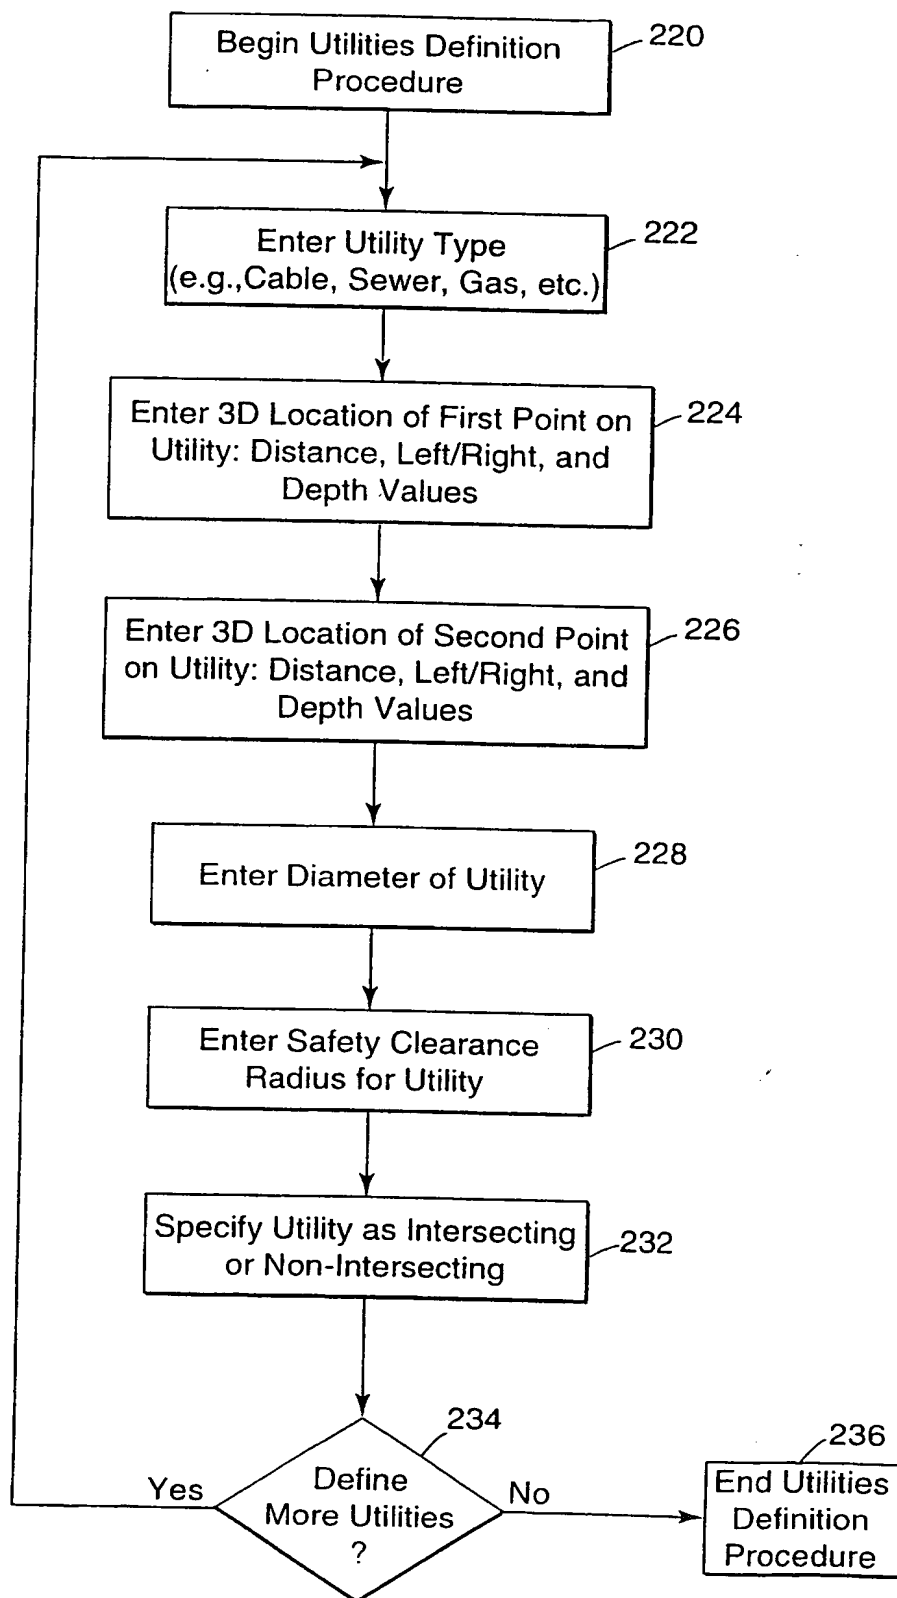 Begin Utilities Definition
Procedure
220
Enter Utility Type
(e.g.,Cable, Sewer, Gas, etc.)
222
Enter 3D Location of First Point on
Utility: Distance, Left/Right, and
Depth Values
224
Enter 3D Location of Second Point
on Utility: Distance, Left/Right, and
Depth Values
226
Enter Diameter of Utility
228
Enter Safety Clearance
Radius for Utility
230
Specify Utility as Intersecting
or Non-Intersecting
232
234
Define
More Utilities
?
Yes
No
236
End Utilities
Definition
Procedure